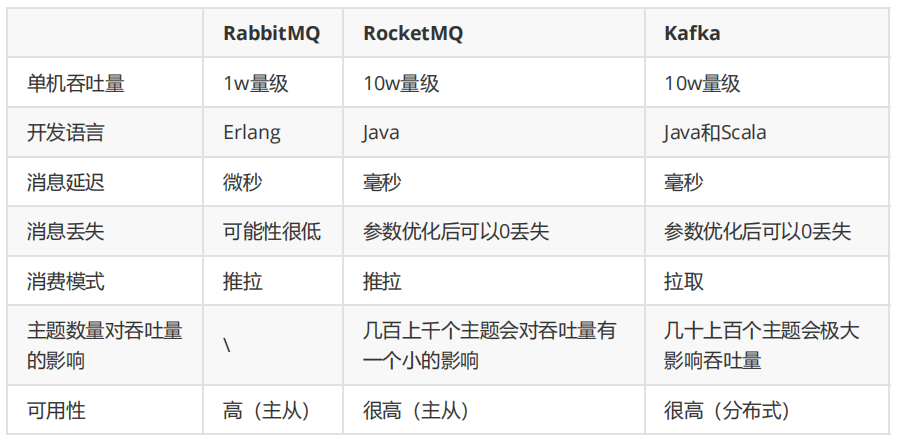 RabbitMQ RocketMQ Kafka
单机吞吐量 1w量级 10w量级 10w量级
开发语言 Erlang Java Java和Scala
消息延迟 微秒 毫秒 毫秒
消息丢失 可能性很低 参数优化后可以0丢失 参数优化后可以0丢失
消费模式 推拉 推拉 拉取
主题数量对吞吐量
的影响
\
几百上千个主题会对吞吐量有
一个小的影响
几十上百个主题会极大
影响吞吐量
可用性 高（主从） 很高（主从） 很高（分布式）